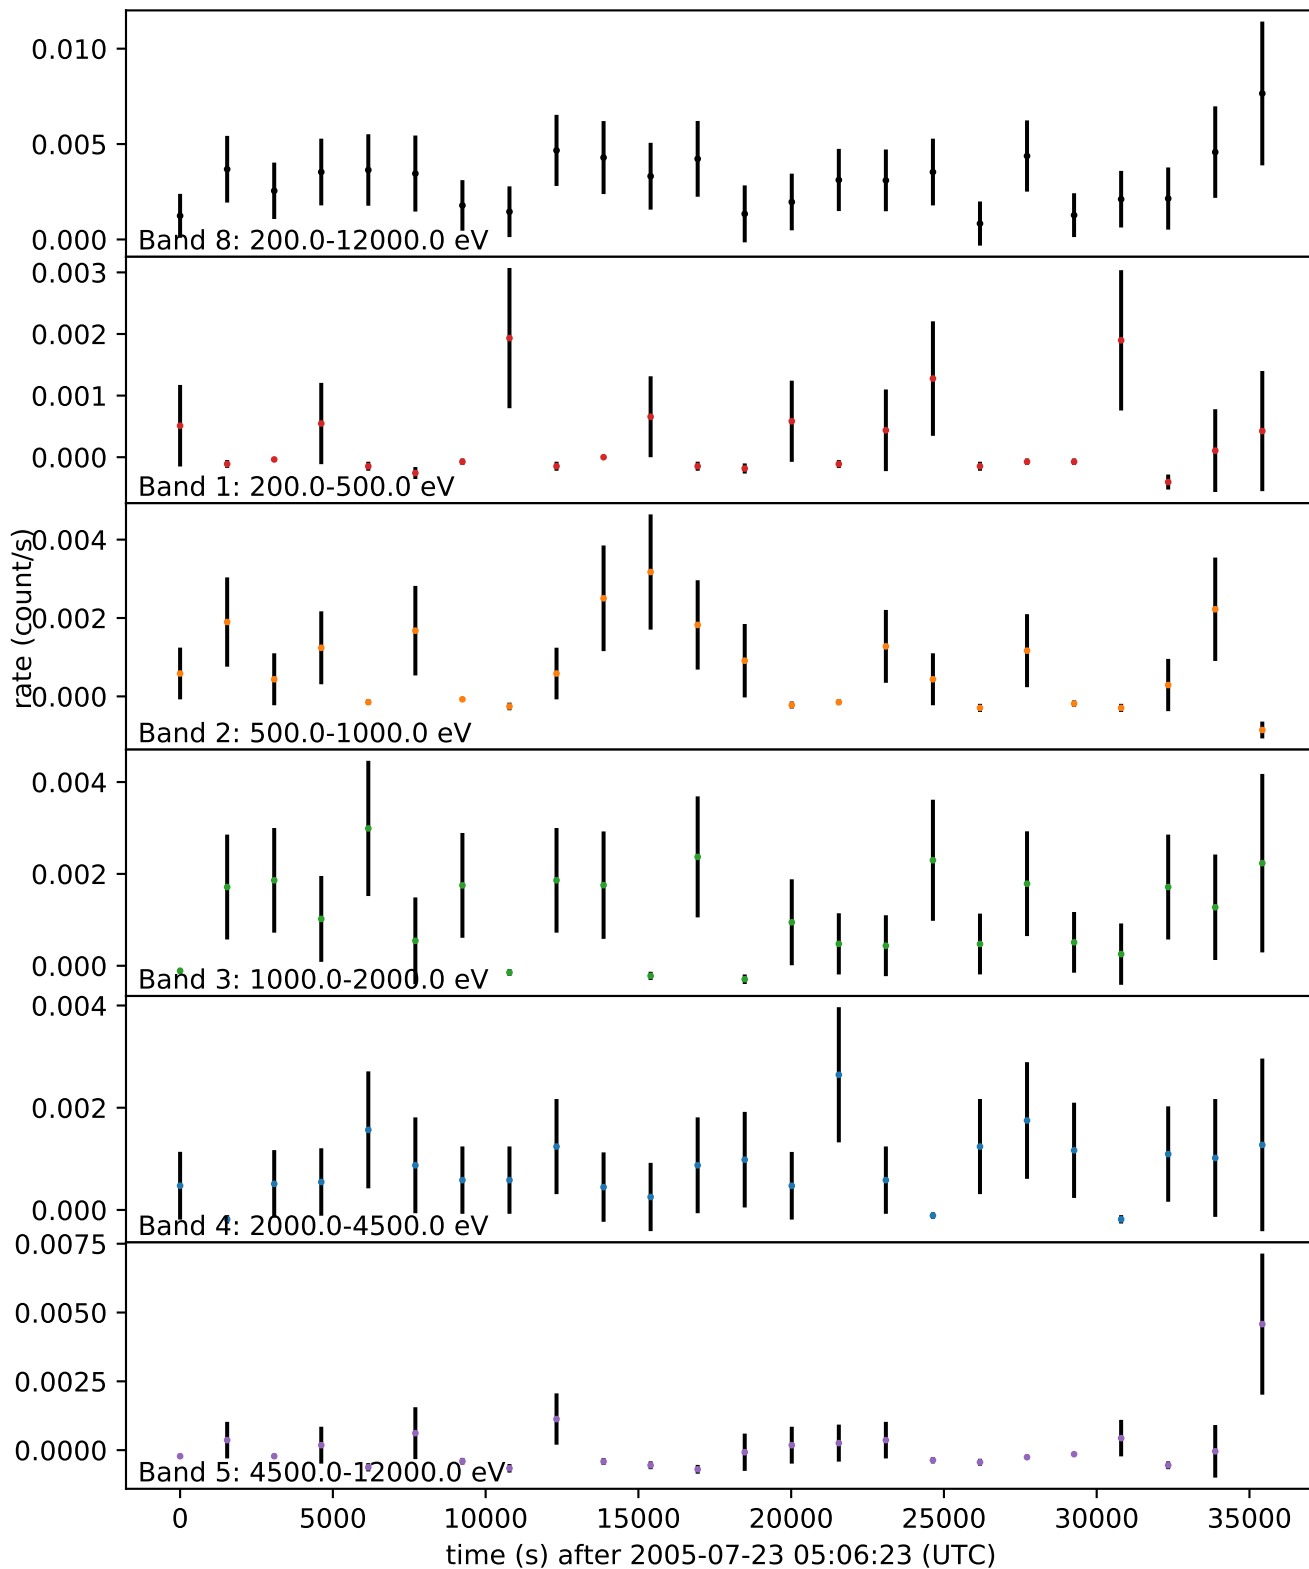 0.010
0.005
0.000
Band 8: 200.0-12000.0 eV
0.003
0.002
0.001
0.000
Band 1: 200.0-500.0 eV
rate (count/s)
0.004
0.002
0.000
Band 2: 500.0-1000.0 eV
0.004
0.002
0.000
Band 3: 1000.0-2000.0 eV
0.004
0.002
0.000
Band 4: 2000.0-4500.0 eV
0.0075
0.0050
0.0025
0.0000
Band 5: 4500.0-12000.0 eV
0 5000 10000 15000 20000 25000 30000 35000
time (s) after 2005-07-23 05:06:23 (UTC)